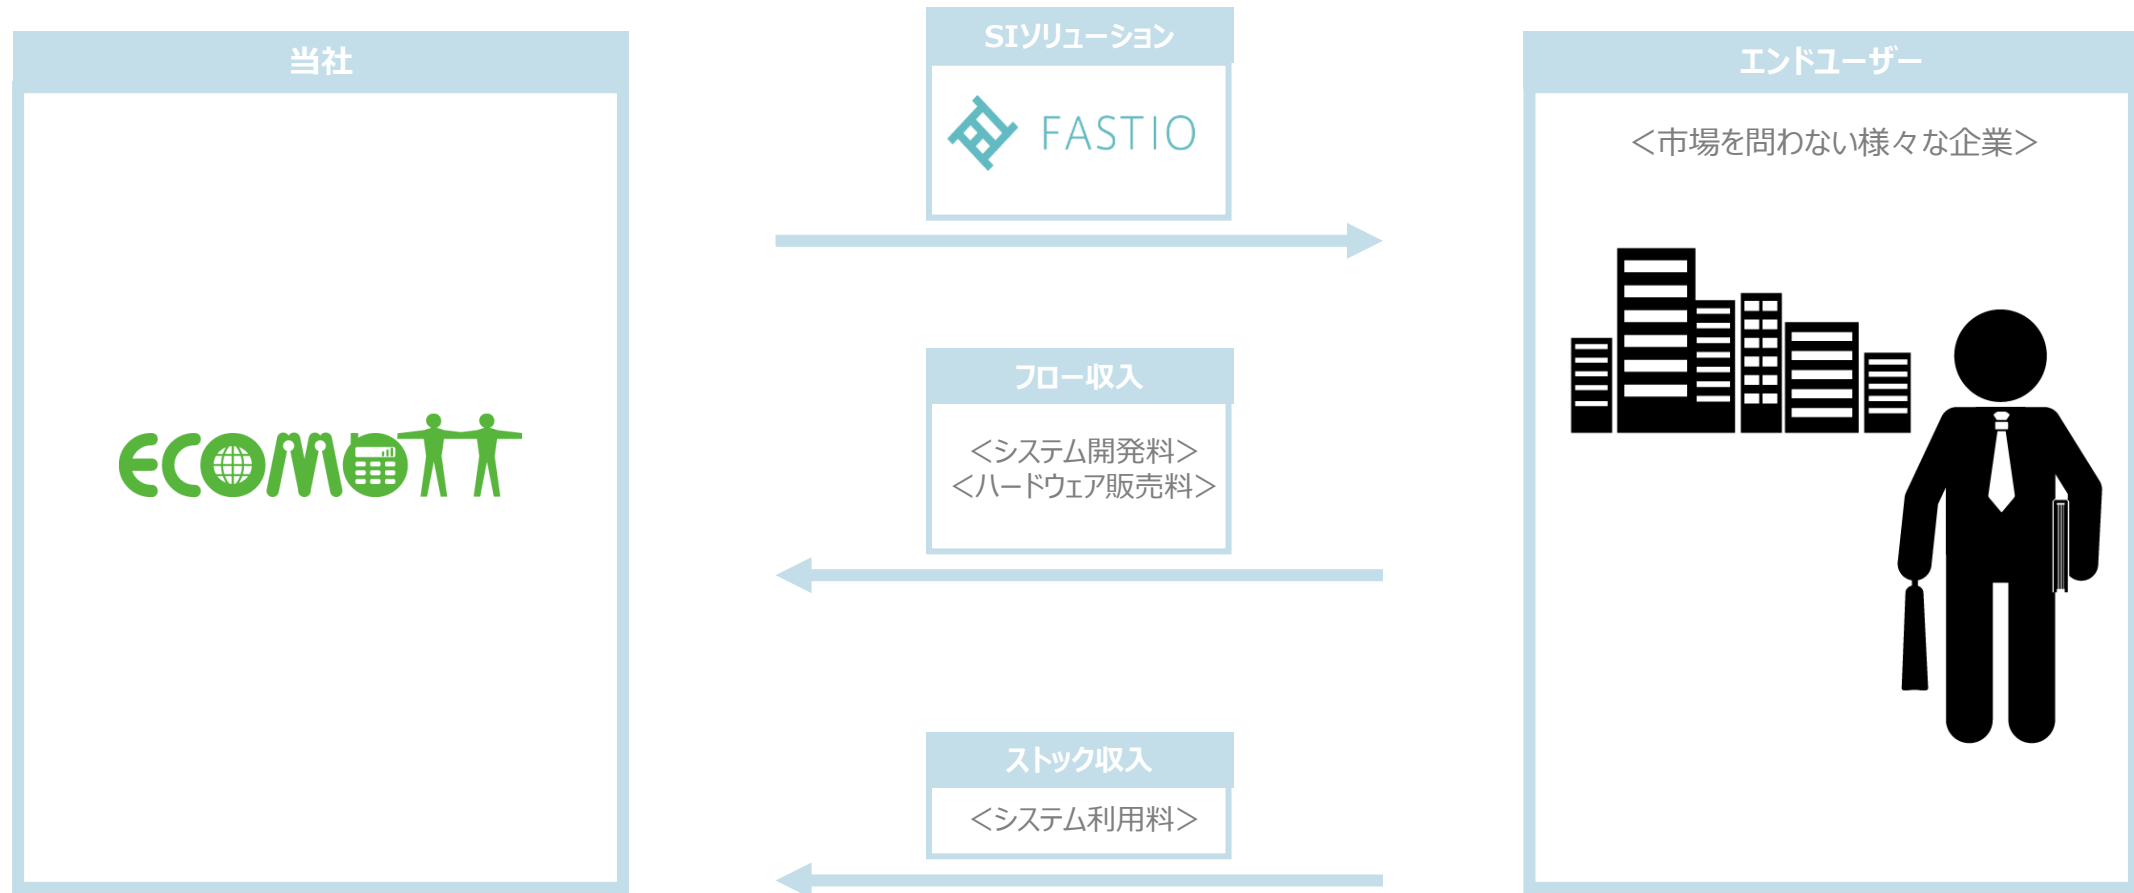 当社
ECOMOTT
SIソリューション
FASTIO
フロー収入
＜システム開発料＞
＜ハードウェア販売料＞
ストック収入
＜システム利用料＞
エンドユーザー
＜市場を問わない様々な企業＞